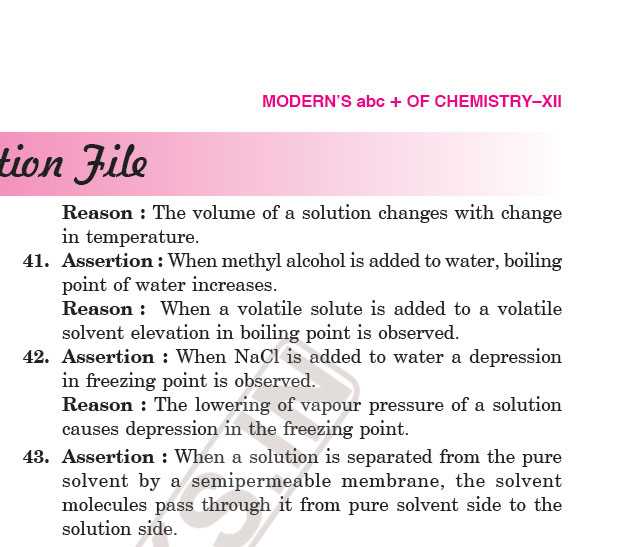 MODERN'S abc + OF CHEMISTRY–XII
tion File
Reason : The volume of a solution changes with change
in temperature.
41. Assertion : When methyl alcohol is added to water, boiling
point of water increases.
Reason : When a volatile solute is added to a volatile
solvent elevation in boiling point is observed.
42. Assertion : When NaCl is added to water a depression
in freezing point is observed.
Reason : The lowering of vapour pressure of a solution
causes depression in the freezing point.
43. Assertion : When a solution is separated from the pure
solvent by a semipermeable membrane, the solvent
molecules pass through it from pure solvent side to the
solution side.
S.IN